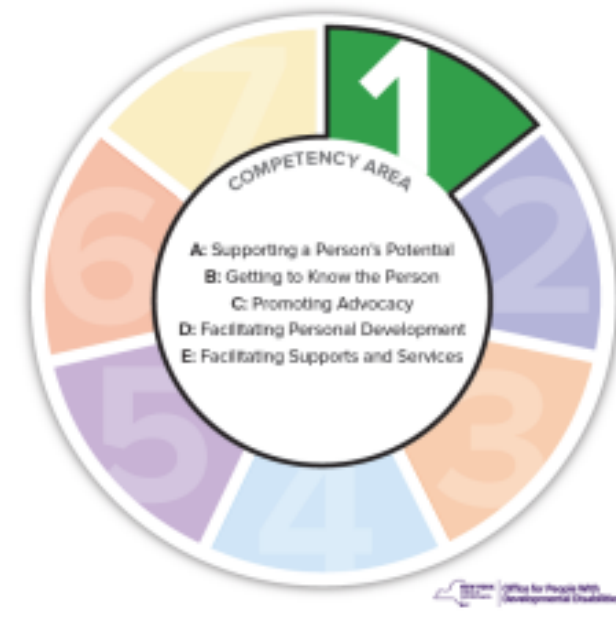 7
1
6
2
5
3
4
COMPETENCY AREA
A: Supporting a Person's Potential
B: Getting to Know the Person
C: Promoting Advocacy
D: Facilitating Personal Development
E: Facilitating Supports and Services
Office for People With
Developmental Disabilities